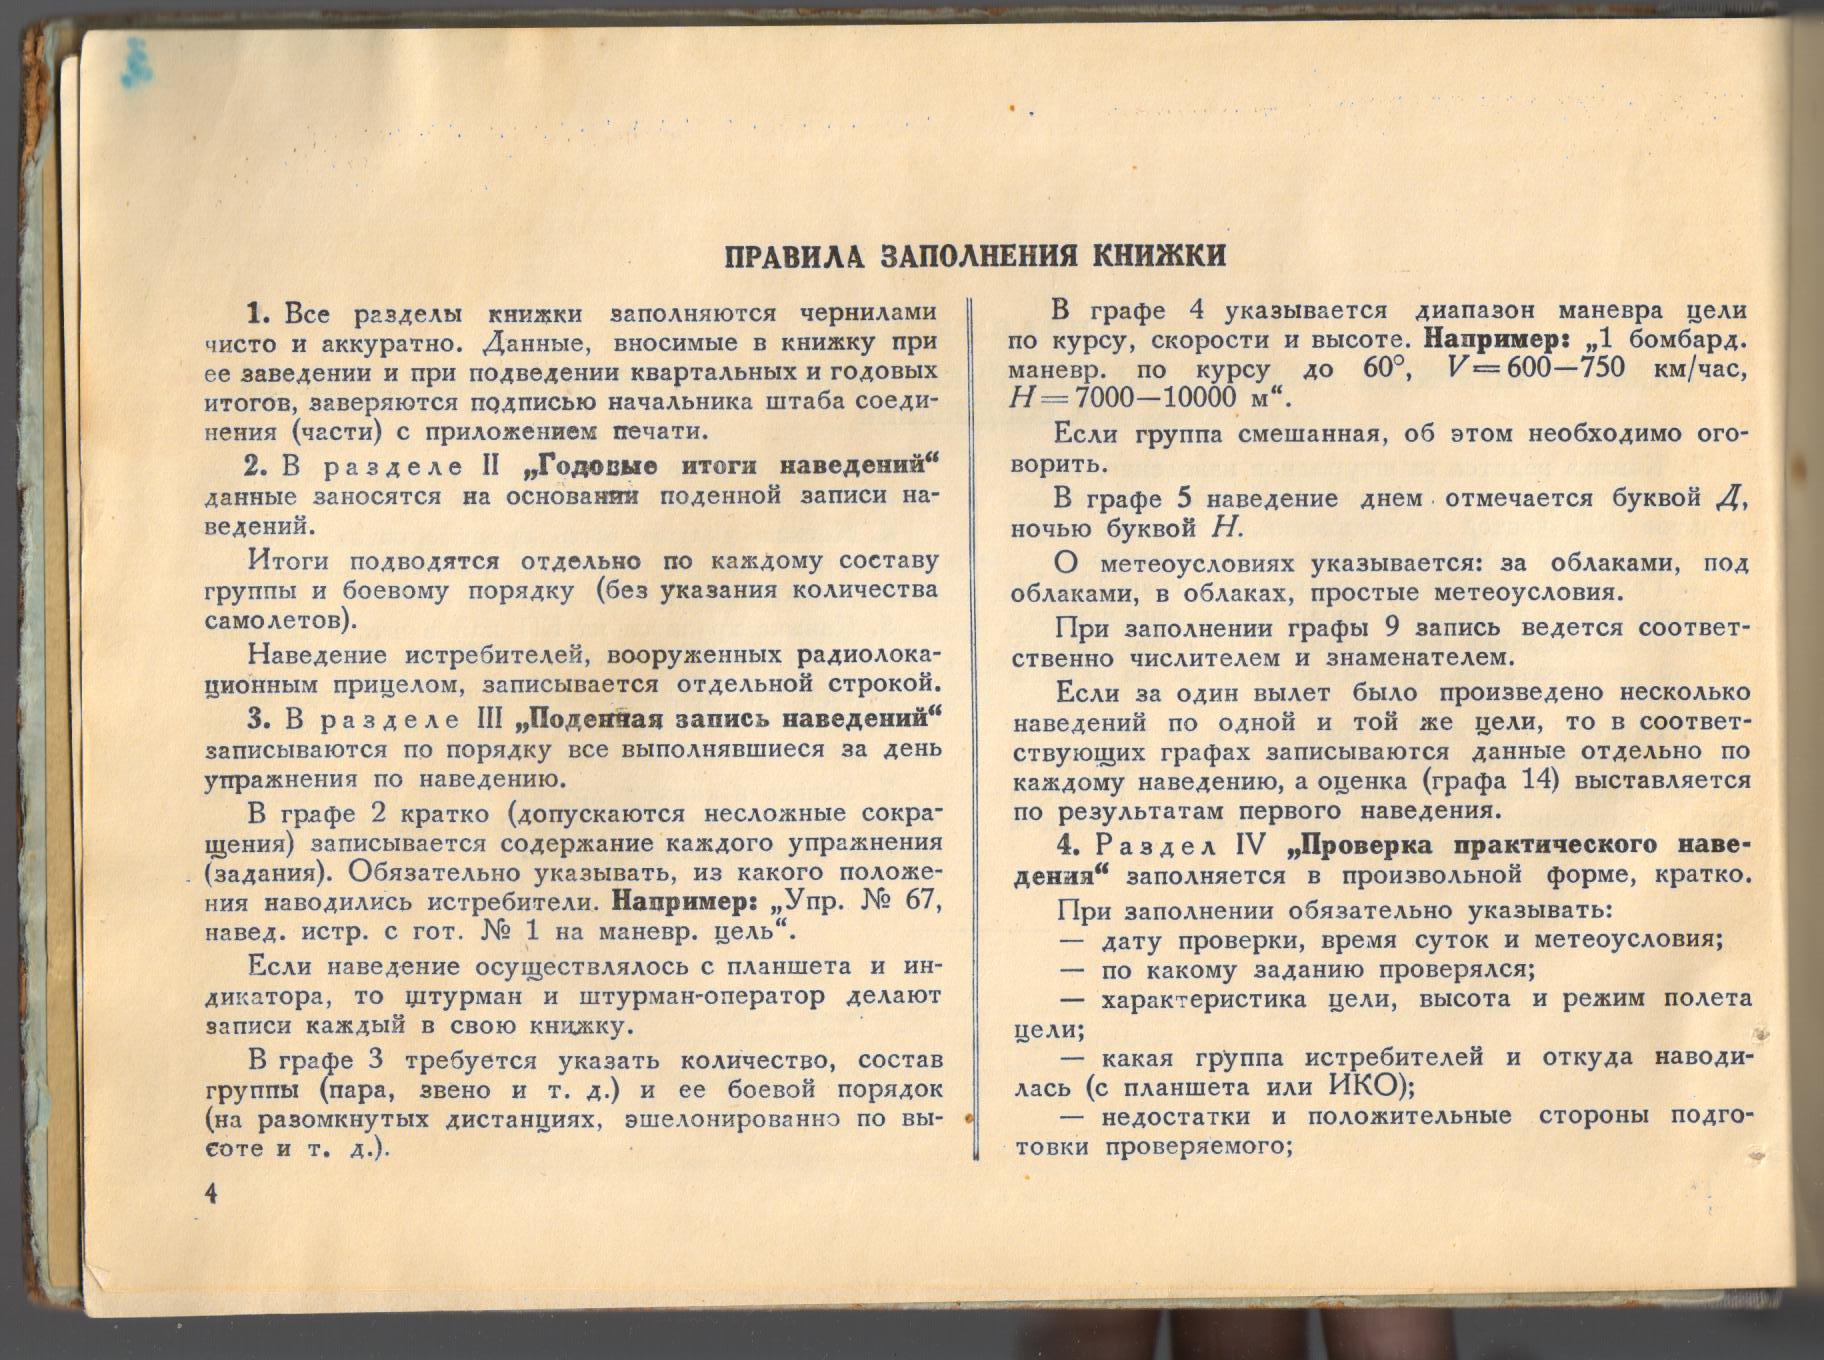 ПРАВИЛА ЗАПОЛНЕНИЯ КНИЖКИ
1. Все разделы книжки заполняются чернилами
чисто и аккуратно. Данные, вносимые в книжку при
ее заведении и при подведении квартальных и годовых
итогов, заверяются подписью начальника штаба соеди-
нения (части) с приложением печати.
2. В разделе II „Годовые итоги наведений“
данные заносятся на основании поденной записи на-
ведений.
Итоги подводятся отдельно по каждому составу
группы и боевому порядку (без указания количества
самолетов).
Наведение истребителей, вооруженных радиолока-
ционным прицелом, записывается отдельной строкой.
3. В разделе III „Поденная запись наведений“
записываются по порядку все выполнявшиеся за день
упражнения по наведению.
В графе 2 кратко (допускаются несложные сокра-
щения) записывается содержание каждого упражнения
(задания). Обязательно указывать, из какого положе-
ния наводились истребители. Например: „Упр. № 67,
навед. истр. с гот. № 1 на маневр. цель“.
Если наведение осуществлялось с планшета и ин-
дикатора, то штурман и штурман-оператор делают
записи каждый в свою книжку.
В графе 3 требуется указать количество, состав
группы (пара, звено и т. д.) и ее боевой порядок
(на разомкнутых дистанциях, эшелонированно по вы-
соте и т. д.).
4
В графе 4 указывается диапазон маневра цели
по курсу, скорости и высоте. Например: „1 бомбард.
маневр. по курсу до 60°, V=600—750 км/час,
H=7000—10000 м“.
Если группа смешанная, об этом необходимо ого-
ворить.
В графе 5 наведение днем отмечается буквой Д,
ночью буквой Н.
О метеоусловиях указывается: за облаками, под
облаками, в облаках, простые метеоусловия.
При заполнении графы 9 запись ведется соответ-
ственно числителем и знаменателем.
Если за один вылет было произведено несколько
наведений по одной и той же цели, то в соответ-
ствующих графах записываются данные отдельно по
каждому наведению, а оценка (графа 14) выставляется
по результатам первого наведения.
4. Раздел IV „Проверка практического наве-
дения“ заполняется в произвольной форме, кратко.
При заполнении обязательно указывать:
— дату проверки, время суток и метеоусловия;
— по какому заданию проверялся;
— характеристика цели, высота и режим полета
цели;
— какая группа истребителей и откуда наводи-
лась (с планшета или ИКО);
— недостатки и положительные стороны подго-
товки проверяемого;